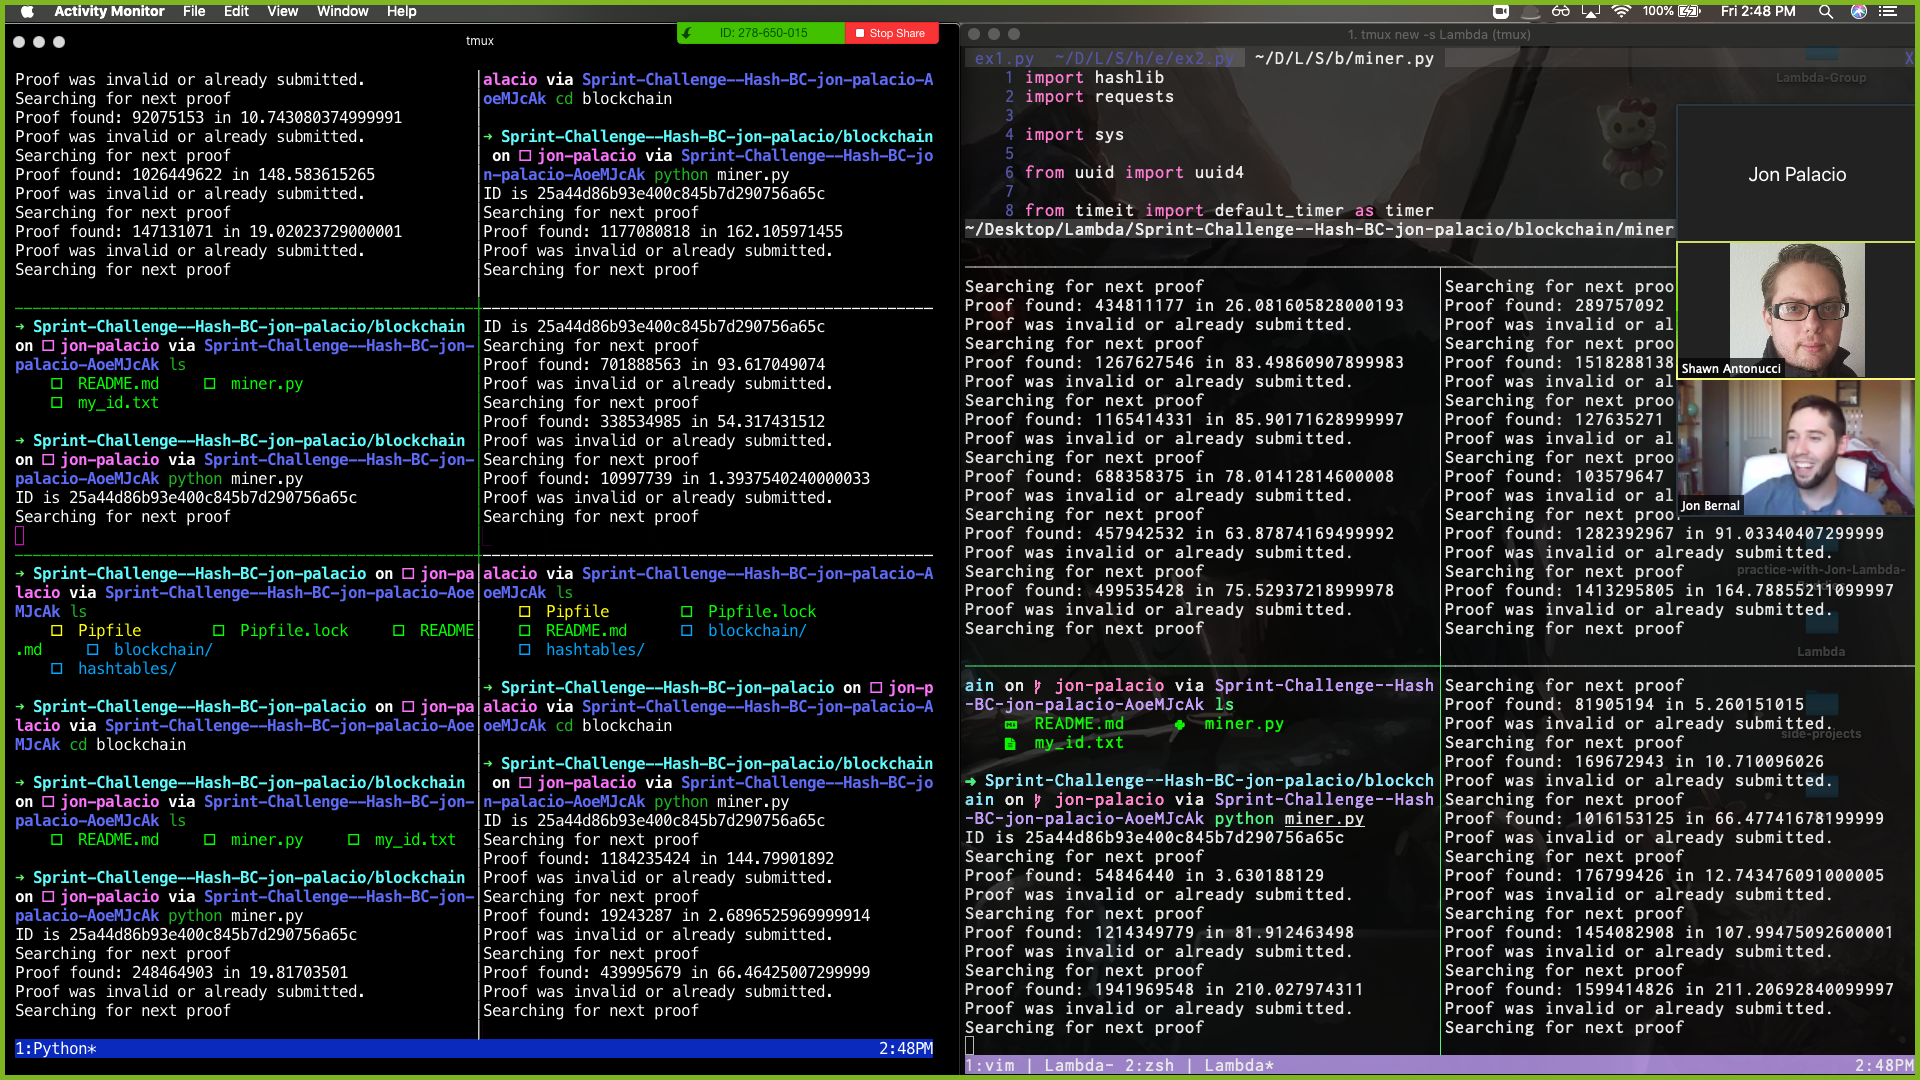 Activity Monitor File Edit View Window Help
100% Fri 2:48 PM
ID: 278-650-015 Stop Share
tmux
Proof was invalid or already submitted.
Searching for next proof
Proof found: 92075153 in 10.743080374999991
Proof was invalid or already submitted.
Searching for next proof
Proof found: 1026449622 in 148.583615265
Proof was invalid or already submitted.
Searching for next proof
Proof found: 147131071 in 19.02023729000001
Proof was invalid or already submitted.
Searching for next proof
alacio via Sprint-Challenge--Hash-BC-jon-palacio-A
oeMJcAk cd blockchain
➜ Sprint-Challenge--Hash-BC-jon-palacio/blockchain
on jon-palacio via Sprint-Challenge--Hash-BC-jo
n-palacio-AoeMJcAk python miner.py
ID is 25a44d86b93e400c845b7d290756a65c
Searching for next proof
Proof found: 1177080818 in 162.105971455
Proof was invalid or already submitted.
Searching for next proof
➜ Sprint-Challenge--Hash-BC-jon-palacio/blockchain
on jon-palacio via Sprint-Challenge--Hash-BC-jon-
palacio-AoeMJcAk ls
README.md miner.py
my_id.txt
➜ Sprint-Challenge--Hash-BC-jon-palacio/blockchain
on jon-palacio via Sprint-Challenge--Hash-BC-jon-
palacio-AoeMJcAk python miner.py
ID is 25a44d86b93e400c845b7d290756a65c
Searching for next proof
ID is 25a44d86b93e400c845b7d290756a65c
Searching for next proof
Proof found: 701888563 in 93.617049074
Proof was invalid or already submitted.
Searching for next proof
Proof found: 338534985 in 54.317431512
Proof was invalid or already submitted.
Searching for next proof
Proof found: 10997739 in 1.3937540240000033
Proof was invalid or already submitted.
Searching for next proof
➜ Sprint-Challenge--Hash-BC-jon-palacio on jon-pa
lacio via Sprint-Challenge--Hash-BC-jon-palacio-Aoe
MJcAk ls
Pipfile Pipfile.lock README
.md blockchain/
hashtables/
➜ Sprint-Challenge--Hash-BC-jon-palacio on jon-pa
lacio via Sprint-Challenge--Hash-BC-jon-palacio-Aoe
MJcAk cd blockchain
➜ Sprint-Challenge--Hash-BC-jon-palacio/blockchain
on jon-palacio via Sprint-Challenge--Hash-BC-jon-
palacio-AoeMJcAk ls
README.md miner.py my_id.txt
➜ Sprint-Challenge--Hash-BC-jon-palacio/blockchain
on jon-palacio via Sprint-Challenge--Hash-BC-jon-
palacio-AoeMJcAk python miner.py
ID is 25a44d86b93e400c845b7d290756a65c
Searching for next proof
Proof found: 248464903 in 19.81703501
Proof was invalid or already submitted.
Searching for next proof
alacio via Sprint-Challenge--Hash-BC-jon-palacio-A
oeMJcAk ls
Pipfile Pipfile.lock
README.md blockchain/
hashtables/
➜ Sprint-Challenge--Hash-BC-jon-palacio on jon-p
alacio via Sprint-Challenge--Hash-BC-jon-palacio-A
oeMJcAk cd blockchain
➜ Sprint-Challenge--Hash-BC-jon-palacio/blockchain
on jon-palacio via Sprint-Challenge--Hash-BC-jo
n-palacio-AoeMJcAk python miner.py
ID is 25a44d86b93e400c845b7d290756a65c
Searching for next proof
Proof found: 1184235424 in 144.79901892
Proof was invalid or already submitted.
Searching for next proof
Proof found: 19243287 in 2.6896525969999914
Proof was invalid or already submitted.
Searching for next proof
Proof found: 439995679 in 66.46425007299999
Proof was invalid or already submitted.
Searching for next proof
1:Python* 2:48PM
1. tmux new -s Lambda (tmux)
ex1.py ~/D/L/S/h/e/ex2.py ~/D/L/S/b/miner.py X
1 import hashlib
2 import requests
3
4 import sys
5
6 from uuid import uuid4
7
8 from timeit import default_timer as timer
~/Desktop/Lambda/Sprint-Challenge--Hash-BC-jon-palacio/blockchain/miner
Lambda-Group
Jon Palacio
Shawn Antonucci
Jon Bernal
Searching for next proof
Proof found: 434811177 in 26.081605828000193
Proof was invalid or already submitted.
Searching for next proof
Proof found: 1267627546 in 83.49860907899983
Proof was invalid or already submitted.
Searching for next proof
Proof found: 1165414331 in 85.90171628999997
Proof was invalid or already submitted.
Searching for next proof
Proof found: 688358375 in 78.01412814600008
Proof was invalid or already submitted.
Searching for next proof
Proof found: 457942532 in 63.87874169499992
Proof was invalid or already submitted.
Searching for next proof
Proof found: 499535428 in 75.52937218999978
Proof was invalid or already submitted.
Searching for next proof
Searching for next proo
Proof found: 289757092
Proof was invalid or al
Searching for next proo
Proof found: 1518288138
Proof was invalid or al
Searching for next proo
Proof found: 127635271
Proof was invalid or al
Searching for next proo
Proof found: 103579647
Proof was invalid or al
Searching for next proof
Proof found: 1282392967 in 91.03340407299999
Proof was invalid or already submitted.
Searching for next proof
practice-with-Jon-Lambda-
Proof found: 1413295805 in 164.78855211099997
Proof was invalid or already submitted.
Searching for next proof
Lambda
ain on jon-palacio via Sprint-Challenge--Hash
-BC-jon-palacio-AoeMJcAk ls
README.md miner.py
my_id.txt
➜ Sprint-Challenge--Hash-BC-jon-palacio/blockch
ain on jon-palacio via Sprint-Challenge--Hash
-BC-jon-palacio-AoeMJcAk python miner.py
ID is 25a44d86b93e400c845b7d290756a65c
Searching for next proof
Proof found: 54846440 in 3.630188129
Proof was invalid or already submitted.
Searching for next proof
Proof found: 1214349779 in 81.912463498
Proof was invalid or already submitted.
Searching for next proof
Proof found: 1941969548 in 210.027974311
Proof was invalid or already submitted.
Searching for next proof
Searching for next proof
Proof found: 81905194 in 5.260151015
Proof was invalid or already submitted.
side-projects
Searching for next proof
Proof found: 169672943 in 10.710096026
Proof was invalid or already submitted.
Searching for next proof
Proof found: 1016153125 in 66.47741678199999
Proof was invalid or already submitted.
Searching for next proof
Proof found: 176799426 in 12.743476091000005
Proof was invalid or already submitted.
Searching for next proof
Proof found: 1454082908 in 107.99475092600001
Proof was invalid or already submitted.
Searching for next proof
Proof found: 1599414826 in 211.20692840099997
Proof was invalid or already submitted.
Searching for next proof
1:vim | Lambda- 2:zsh | Lambda* 2:48PM